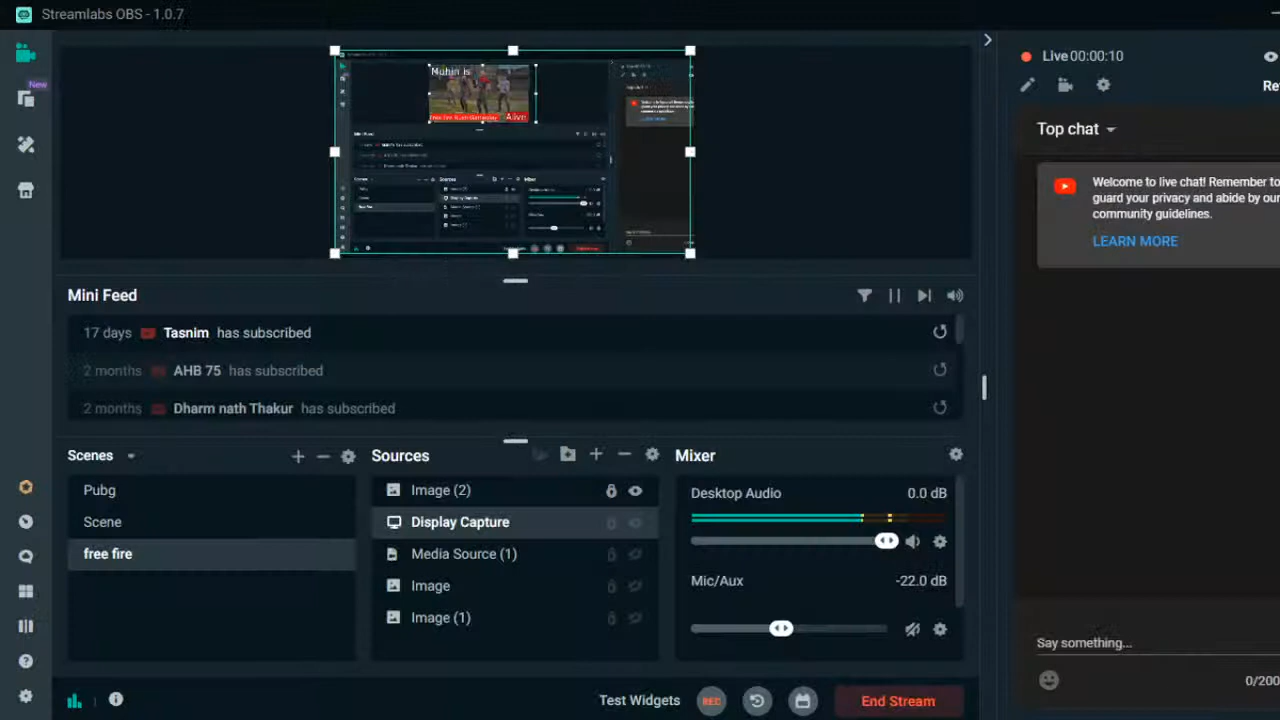 Streamlabs OBS - 1.0.7
Live 00:00:10
New
Top chat
Welcome to live chat! Remember to
guard your privacy and abide by our
community guidelines.
LEARN MORE
Mini Feed
17 days Tasnim has subscribed
2 months AHB 75 has subscribed
2 months Dharm nath Thakur has subscribed
Scenes
Pubg
Scene
free fire
Sources
Image (2)
Display Capture
Media Source (1)
Image
Image (1)
Mixer
Desktop Audio 0.0 dB
Mic/Aux -22.0 dB
Say something...
0/200
Test Widgets
REC
End Stream